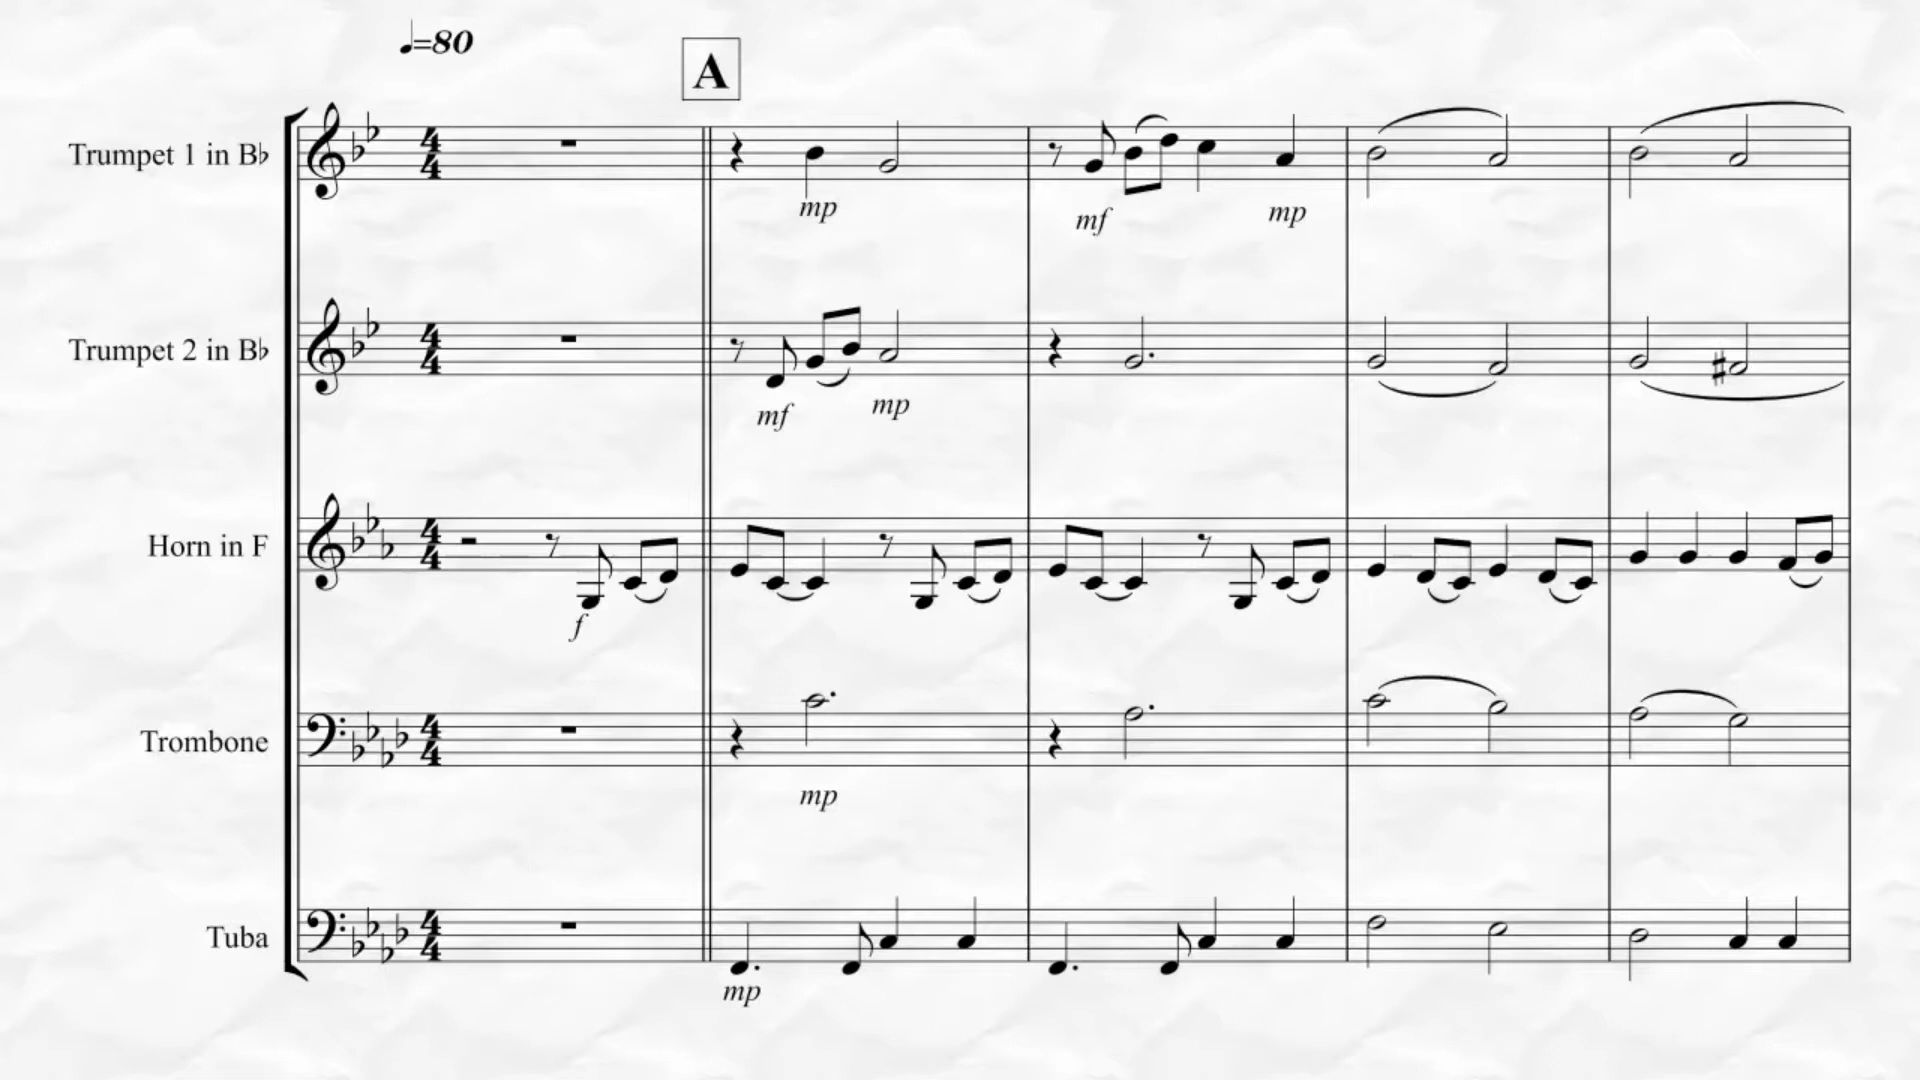 ♩=80
A
Trumpet 1 in B♭
mp
mf
mp
Trumpet 2 in B♭
mf
mp
Horn in F
f
Trombone
mp
Tuba
mp